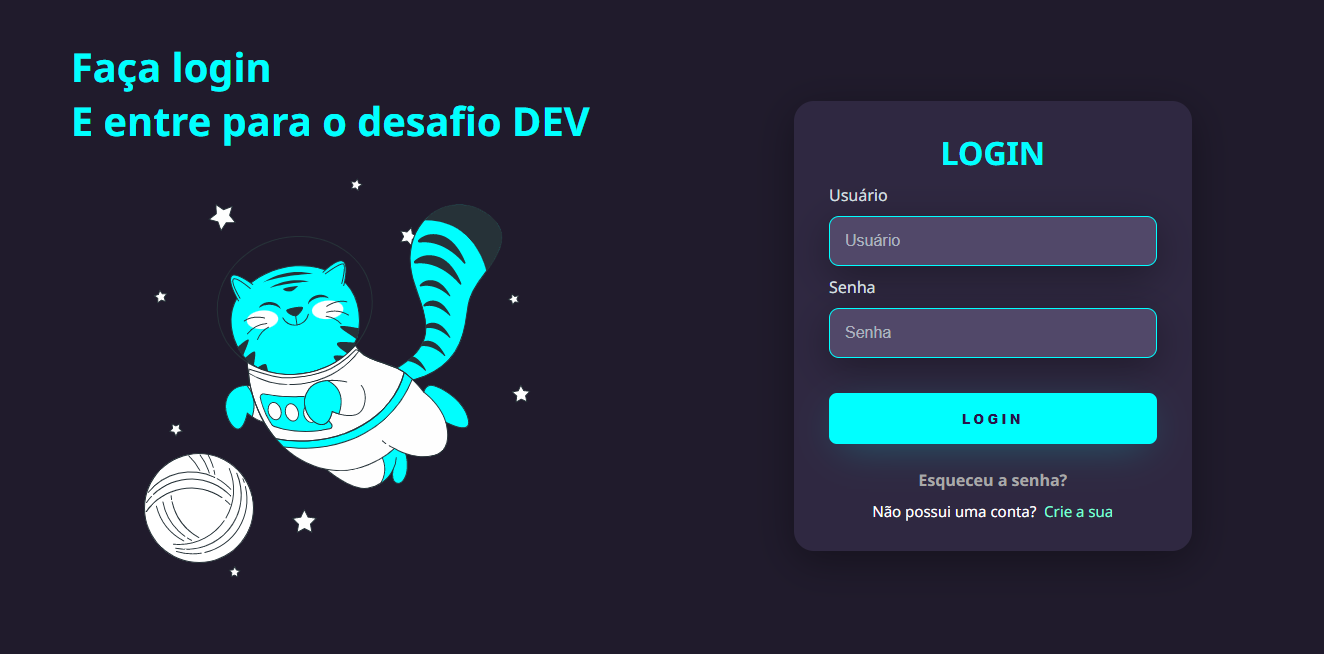 Faça login
E entre para o desafio DEV
LOGIN
Usuário
Usuário
Senha
Senha
LOGIN
Esqueceu a senha?
Não possui uma conta? Crie a sua